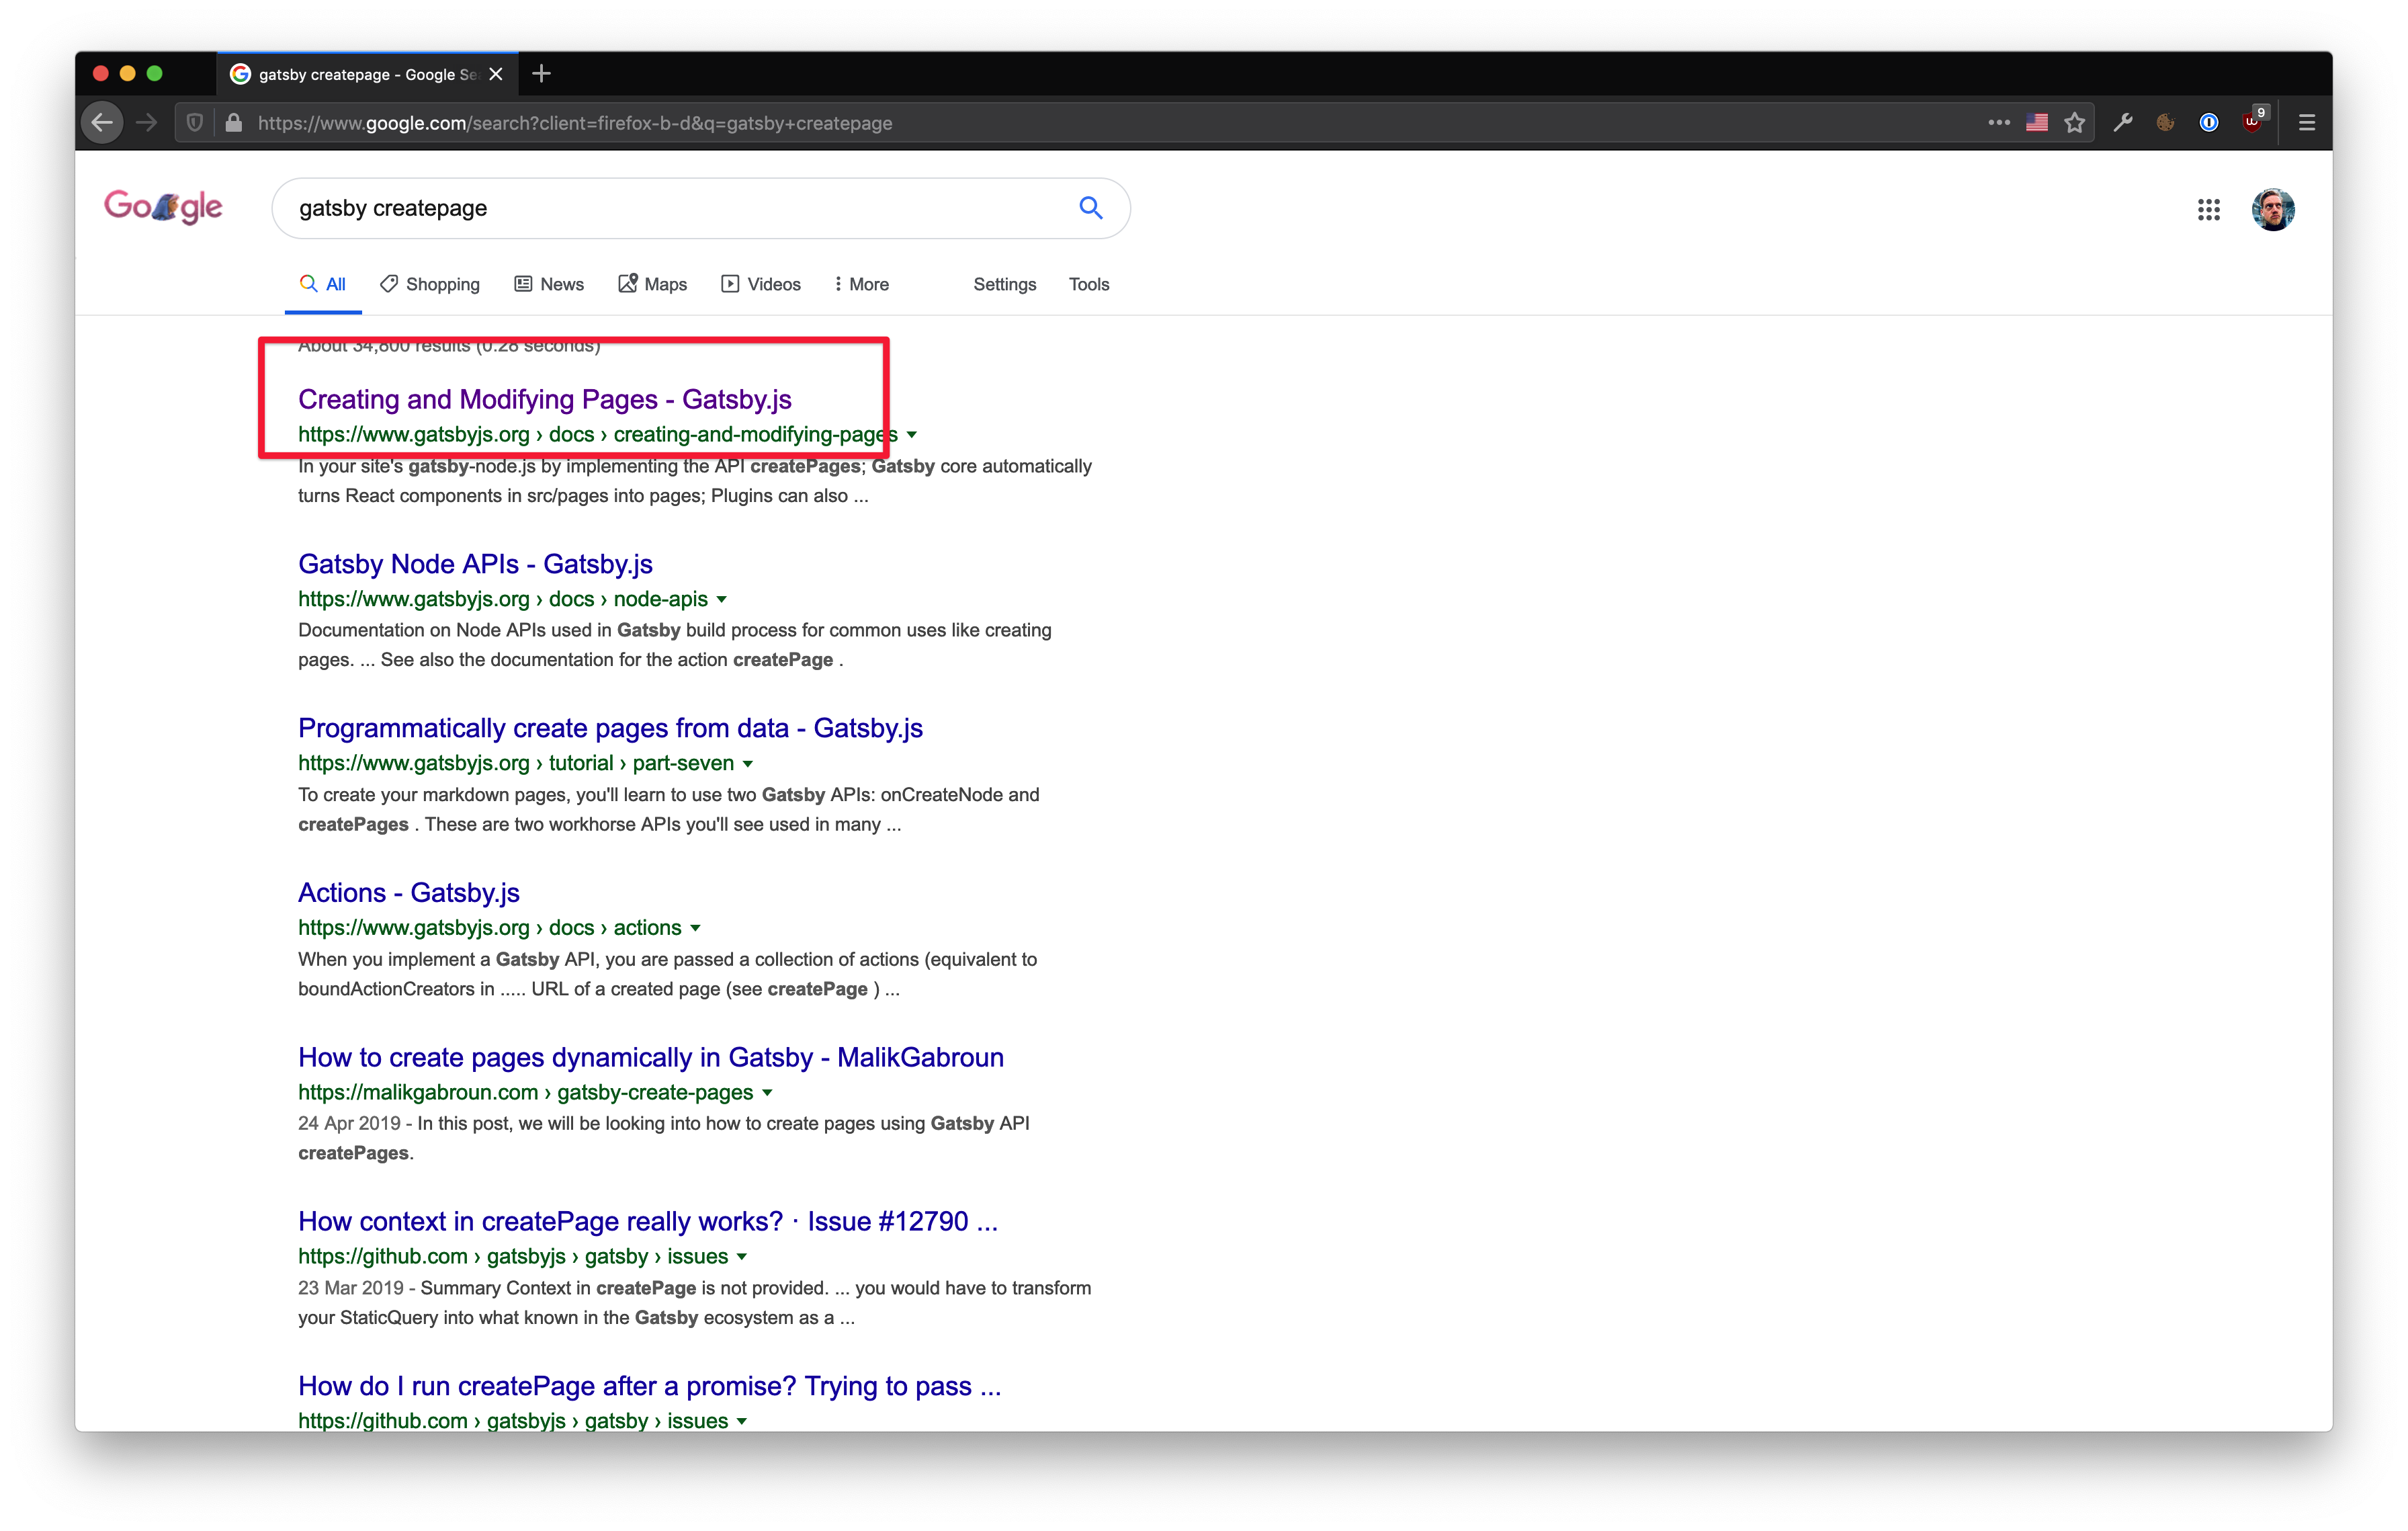 gatsby createpage - Google Se
https://www.google.com/search?client=firefox-b-d&q=gatsby+createpage
9
Google
gatsby createpage
All Shopping News Maps Videos More Settings Tools
About 34,800 results (0.28 seconds)
Creating and Modifying Pages - Gatsby.js
https://www.gatsbyjs.org › docs › creating-and-modifying-pages
In your site's gatsby-node.js by implementing the API createPages; Gatsby core automatically
turns React components in src/pages into pages; Plugins can also ...
Gatsby Node APIs - Gatsby.js
https://www.gatsbyjs.org › docs › node-apis
Documentation on Node APIs used in Gatsby build process for common uses like creating
pages. ... See also the documentation for the action createPage .
Programmatically create pages from data - Gatsby.js
https://www.gatsbyjs.org › tutorial › part-seven
To create your markdown pages, you'll learn to use two Gatsby APIs: onCreateNode and
createPages . These are two workhorse APIs you'll see used in many ...
Actions - Gatsby.js
https://www.gatsbyjs.org › docs › actions
When you implement a Gatsby API, you are passed a collection of actions (equivalent to
boundActionCreators in ..... URL of a created page (see createPage ) ...
How to create pages dynamically in Gatsby - MalikGabroun
https://malikgabroun.com › gatsby-create-pages
24 Apr 2019 - In this post, we will be looking into how to create pages using Gatsby API
createPages.
How context in createPage really works? · Issue #12790 ...
https://github.com › gatsbyjs › gatsby › issues
23 Mar 2019 - Summary Context in createPage is not provided. ... you would have to transform
your StaticQuery into what known in the Gatsby ecosystem as a ...
How do I run createPage after a promise? Trying to pass ...
https://github.com › gatsbyjs › gatsby › issues